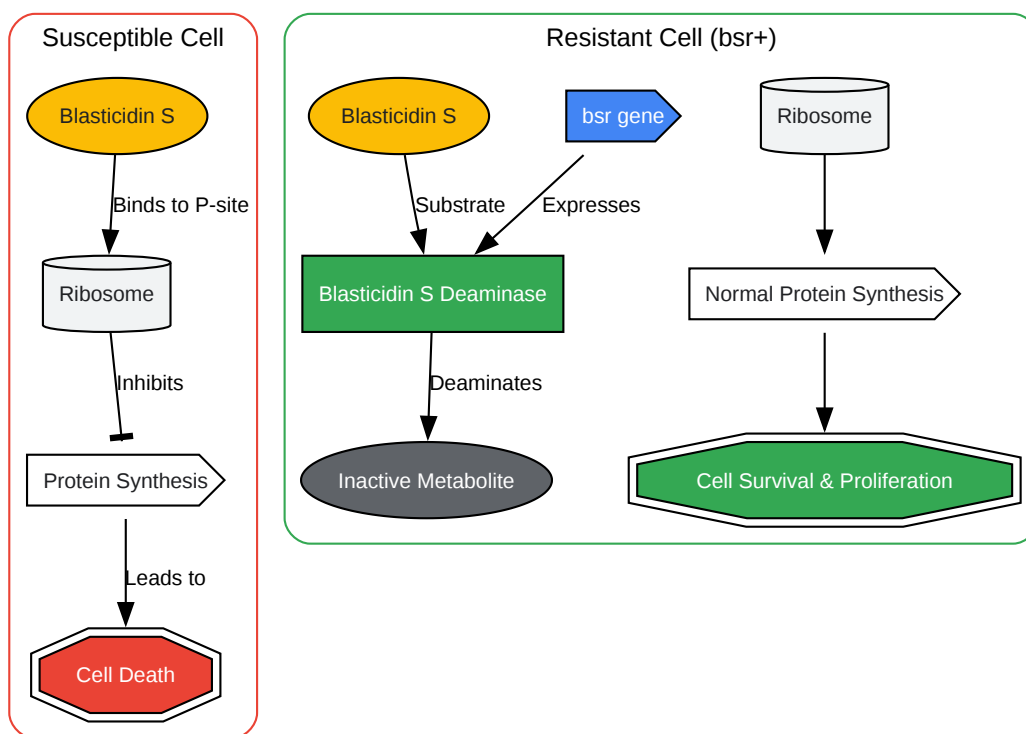 Susceptible Cell
Blasticidin S
Binds to P-site
Ribosome
Inhibits
Protein Synthesis
Leads to
Cell Death
Resistant Cell (bsr+)
Blasticidin S
bsr gene
Ribosome
Substrate
Expresses
Blasticidin S Deaminase
Normal Protein Synthesis
Deaminates
Inactive Metabolite
Cell Survival & Proliferation